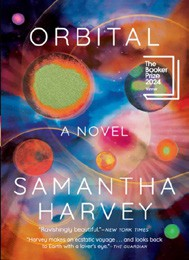 ORBITAL
The
Booker
Prize
2024
Winner
A NOVEL
SAMANTHA
HARVEY
"Ravishingly beautiful."—NEW YORK TIMES
"Harvey makes an ecstatic voyage . . . and looks back
to Earth with a lover's eye." —THE GUARDIAN